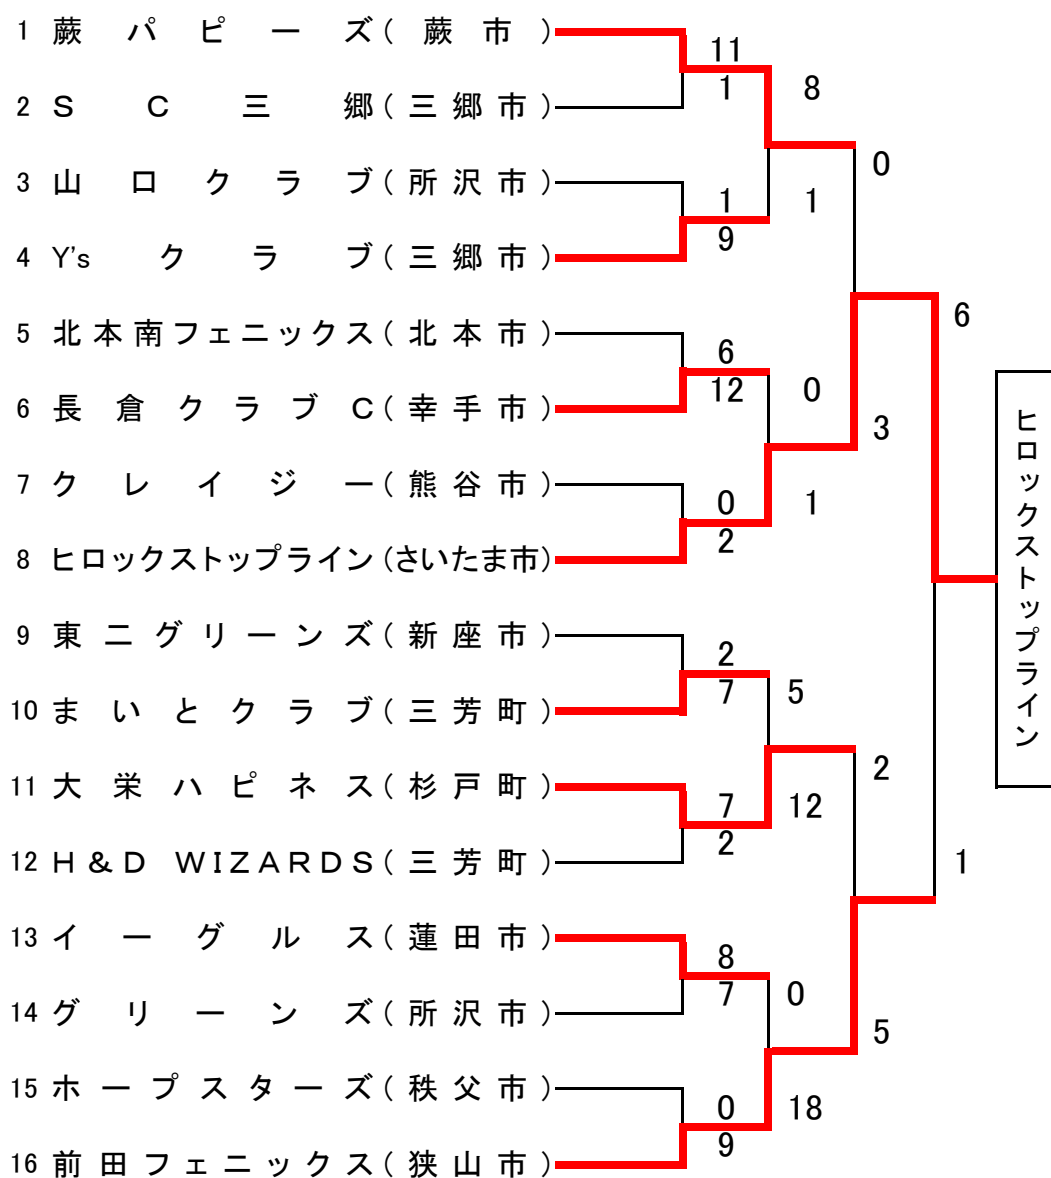 1 蕨パピーズ(蕨市)
11
1
8
2 SC三郷(三郷市)
0
3 山口クラブ(所沢市)
1
9
1
4 Y'sクラブ(三郷市)
6
5 北本南フェニックス(北本市)
6
12
0
6 長倉クラブC(幸手市)
3
7 クレイジー(熊谷市)
0
2
1
8 ヒロックストップライン(さいたま市)
ヒロックストップライン
9 東二グリーンズ(新座市)
2
7
5
10 まいとクラブ(三芳町)
2
11 大栄ハピネス(杉戸町)
7
2
12
12 H&D WIZARDS(三芳町)
1
13 イーグルス(蓮田市)
8
7
0
14 グリーンズ(所沢市)
5
15 ホープスターズ(秩父市)
0
9
18
16 前田フェニックス(狭山市)